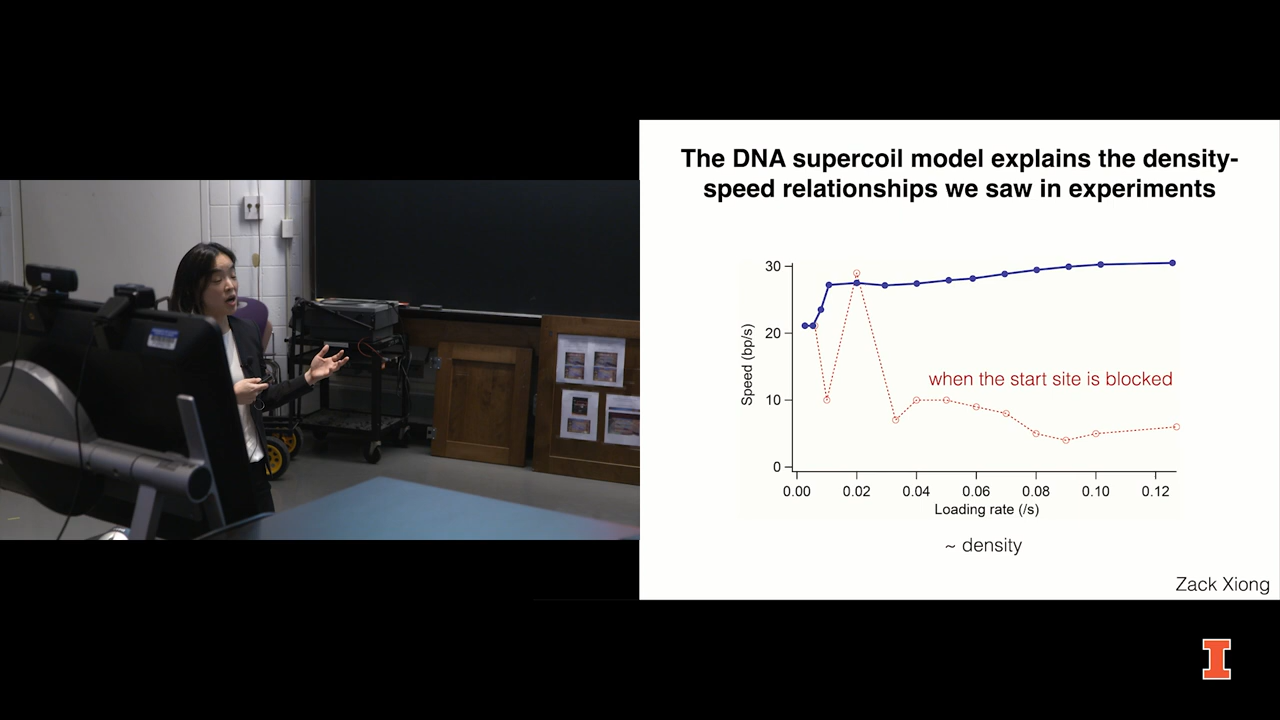 The DNA supercoil model explains the density-
speed relationships we saw in experiments
30
20
10
0
Speed (bp/s)
when the start site is blocked
0.00 0.02 0.04 0.06 0.08 0.10 0.12
Loading rate (/s)
~ density
Zack Xiong
I